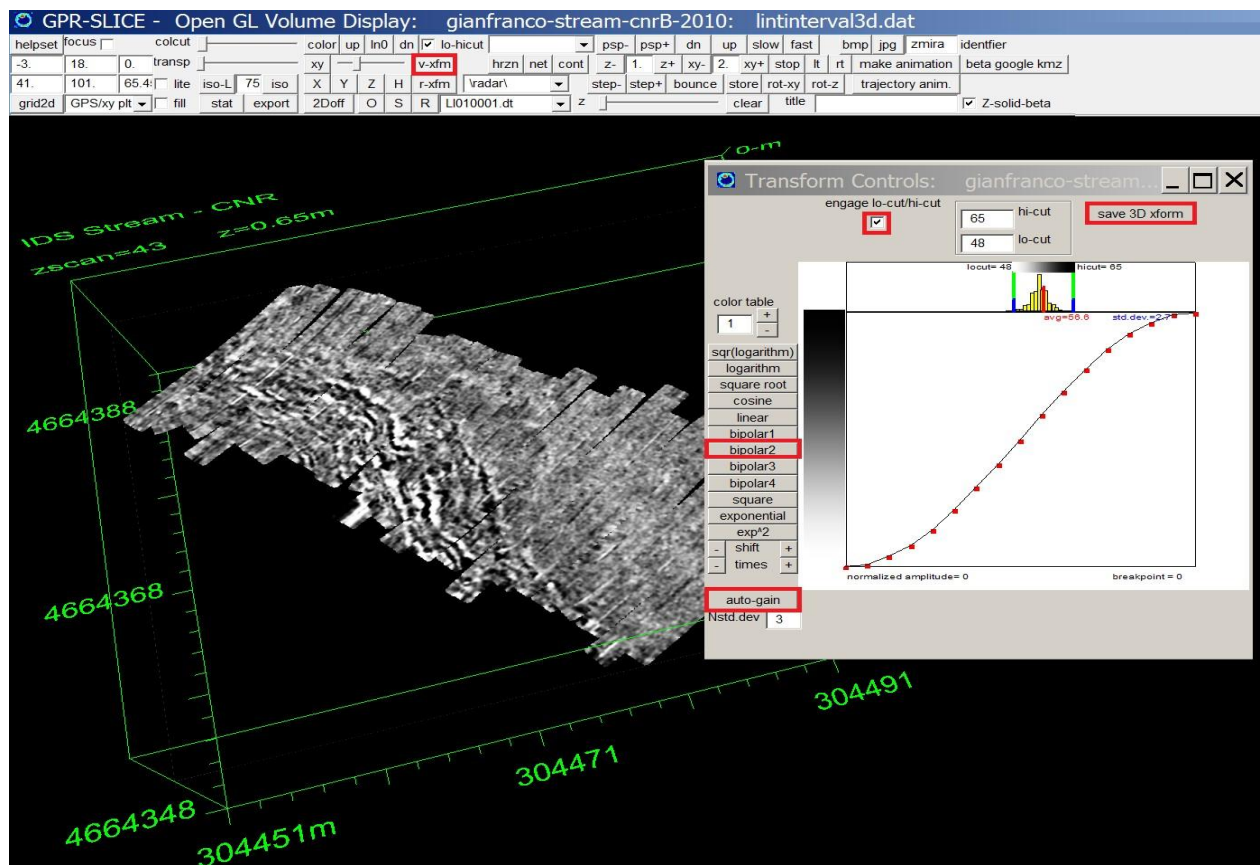 GPR-SLICE - Open GL Volume Display: gianfranco-stream-cnrB-2010: lintinterval3d.dat
helpset focus colcut color up ln0 dn lo-hicut psp- psp+ dn up slow fast bmp jpg zmira identfier
-3. 18. 0. transp xy v-xfm hrzn net cont z- 1. z+ xy- 2. xy+ stop lt rt make animation beta google kmz
41. 101. 65.4 lite iso-L 75 iso X Y Z H r-xfm \radar\ step- step+ bounce store rot-xy rot-z trajectory anim.
grid2d GPS/xy plt fill stat export 2Doff O S R LI010001.dt z clear title Z-solid-beta
0-m
IDS Stream - CNR
zscan=43 z=0.65m
4664388
4664368
4664348
304451m
304471
304491
Transform Controls: gianfranco-stream...
engage lo-cut/hi-cut
65 hi-cut
48 lo-cut
save 3D xform
locut= 48 hicut= 65
avg=56.6 std.dev.=2.7
color table
1 + -
sqr(logarithm)
logarithm
square root
cosine
linear
bipolar1
bipolar2
bipolar3
bipolar4
square
exponential
exp^2
- shift +
- times +
normalized amplitude= 0 breakpoint = 0
auto-gain
Nstd.dev 3